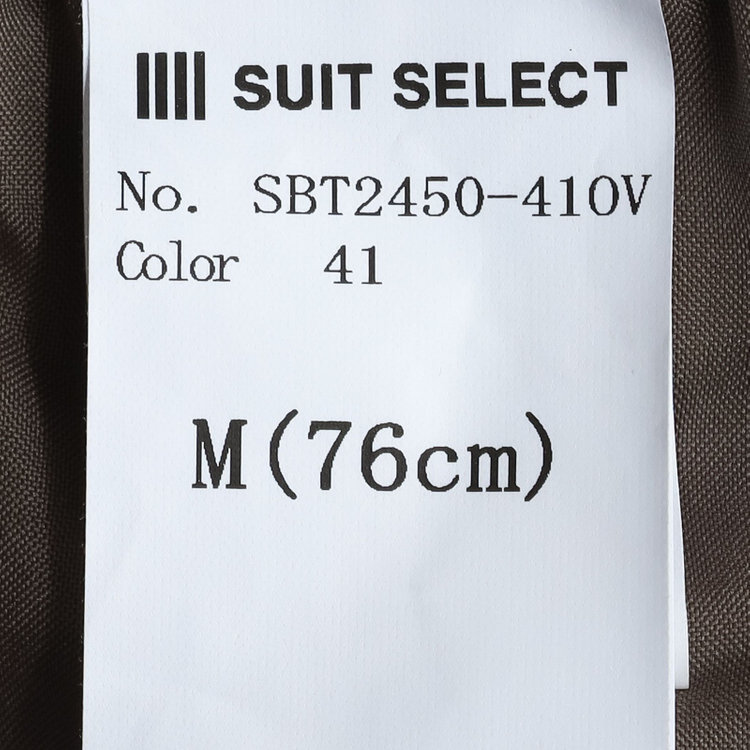 SUIT SELECT
No. SBT2450-410V
Color 41
M(76cm)